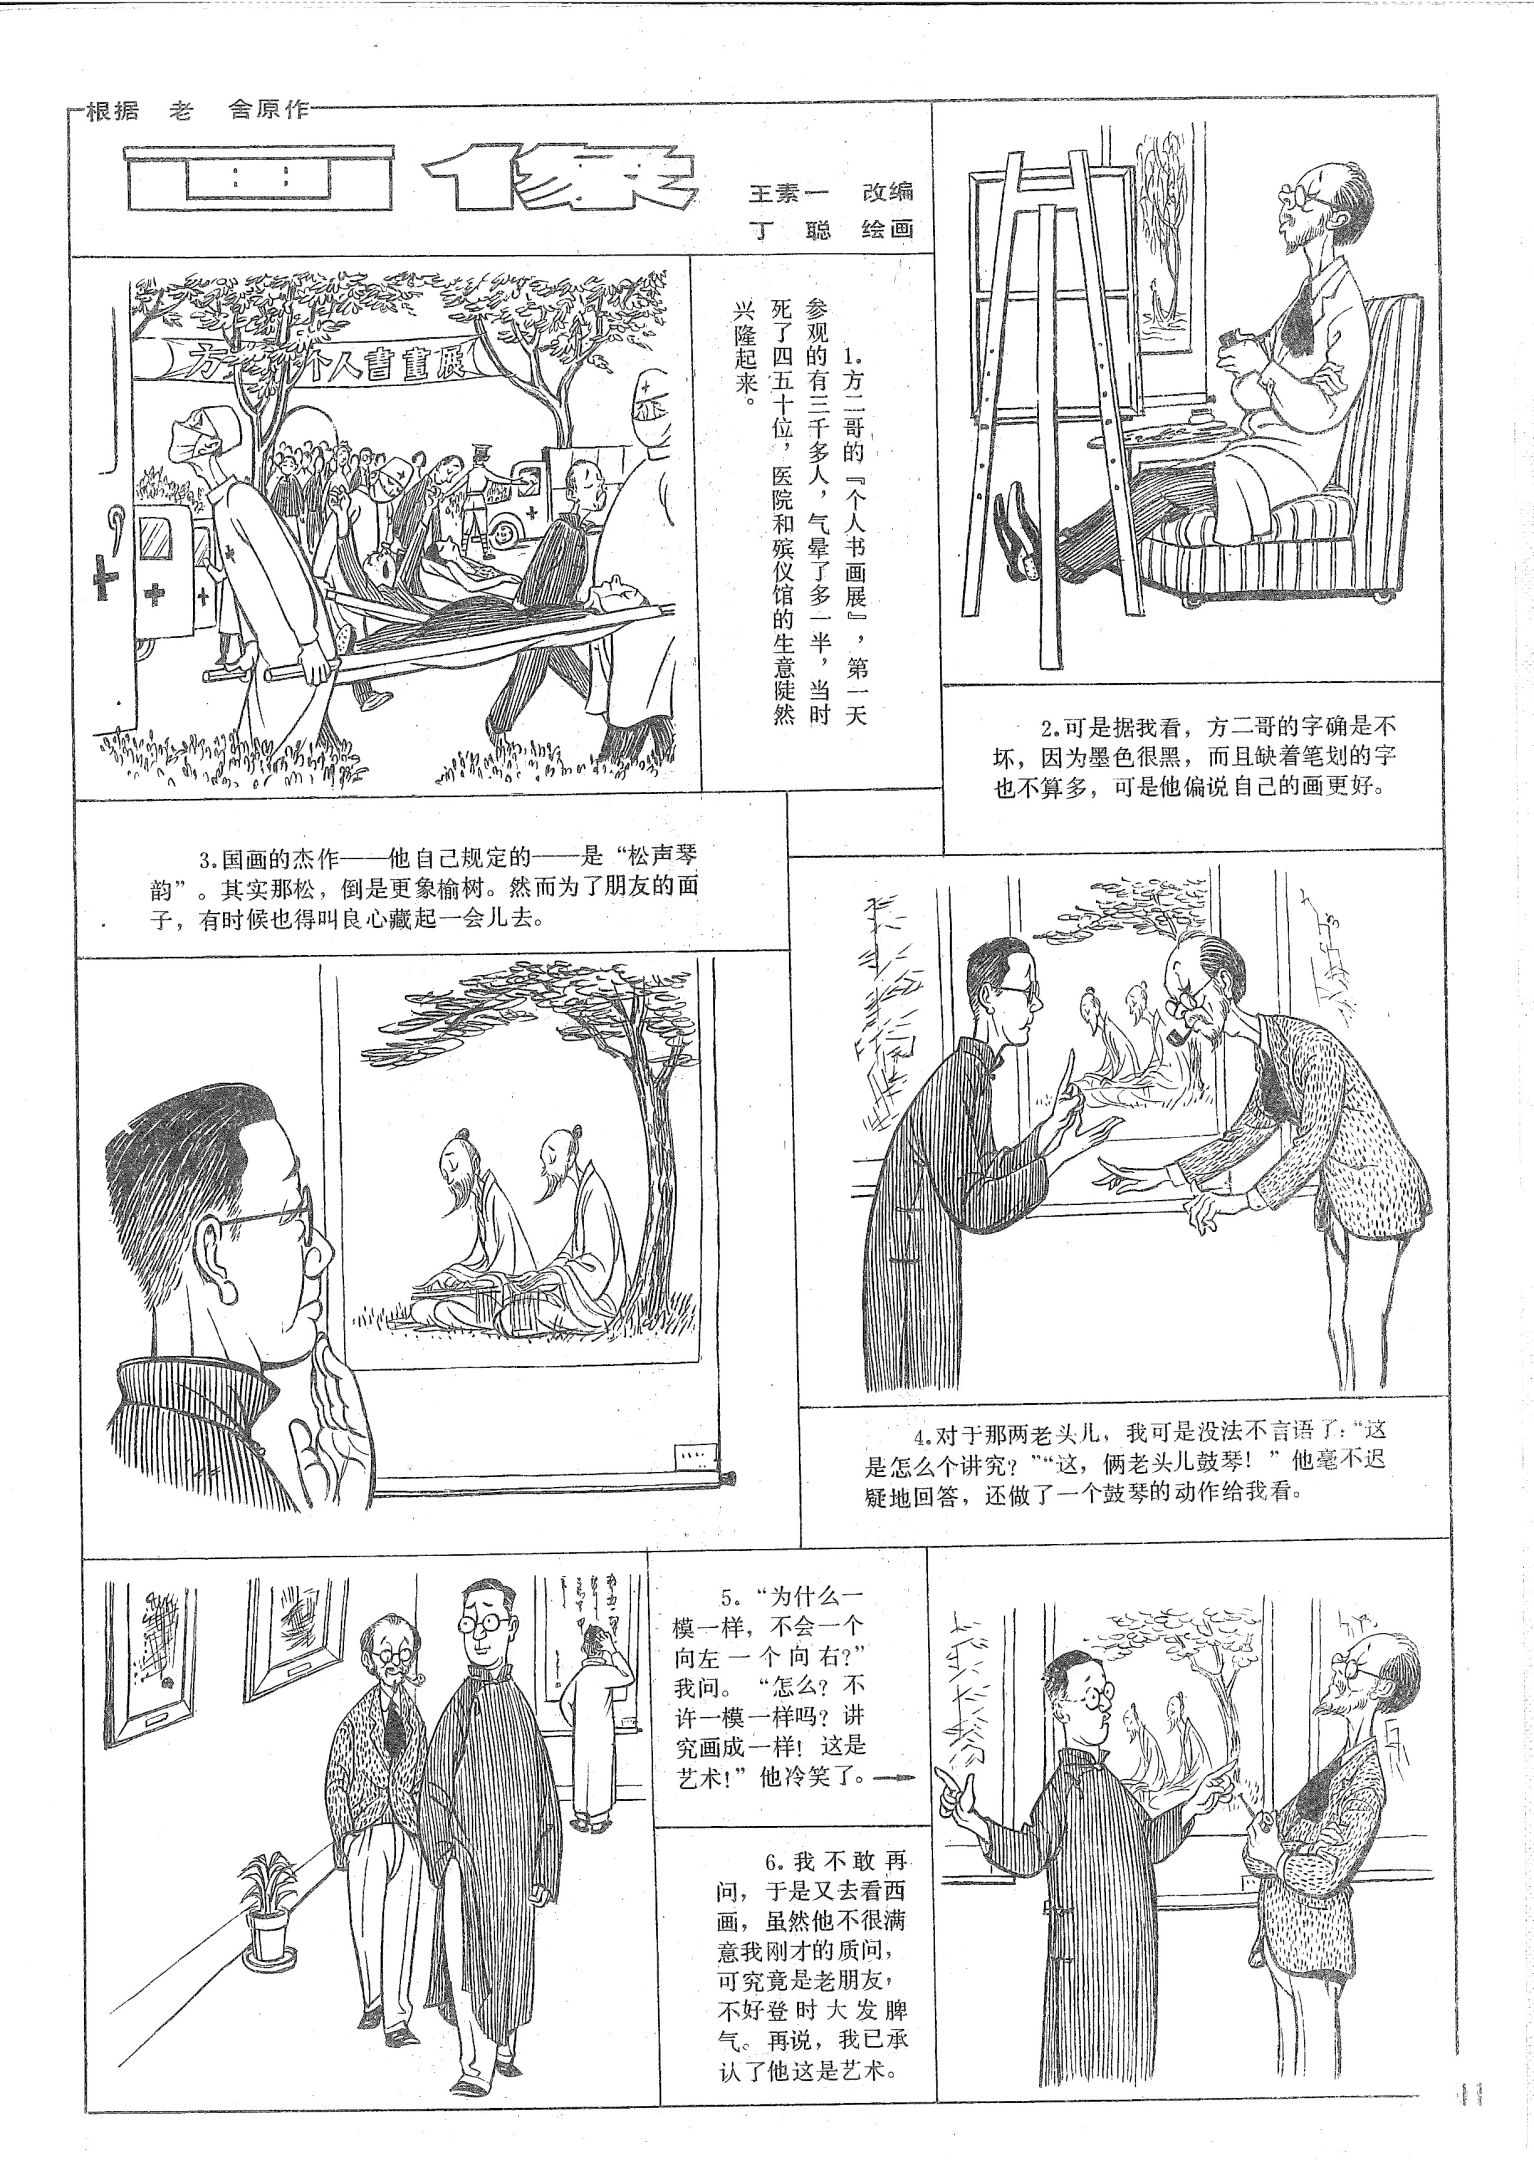 根据 老 舍原作
画像
王素一 改编
丁 聪 绘画
方 个人書畫展
1.方二哥的『个人书画展』，第一天
参观的有三千多人，气晕了多一半，当时
死了四五十位，医院和殡仪馆的生意陡然
兴隆起来。
2.可是据我看，方二哥的字确是不
坏，因为墨色很黑，而且缺着笔划的字
也不算多，可是他偏说自己的画更好。
3.国画的杰作——他自己规定的——是“松声琴
韵”。其实那松，倒是更象榆树。然而为了朋友的面
子，有时候也得叫良心藏起一会儿去。
4.对于那两老头儿，我可是没法不言语了：“这
是怎么个讲究？”“这，俩老头儿鼓琴！”他毫不迟
疑地回答，还做了一个鼓琴的动作给我看。
5.“为什么一
模一样，不会一个
向左一个向右？”
我问。“怎么？不
许一模一样吗？讲
究画成一样！这是
艺术！”他冷笑了。
6.我不敢再
问，于是又去看西
画，虽然他不很满
意我刚才的质问，
可究竟是老朋友，
不好登时大发脾
气。再说，我已承
认了他这是艺术。
11